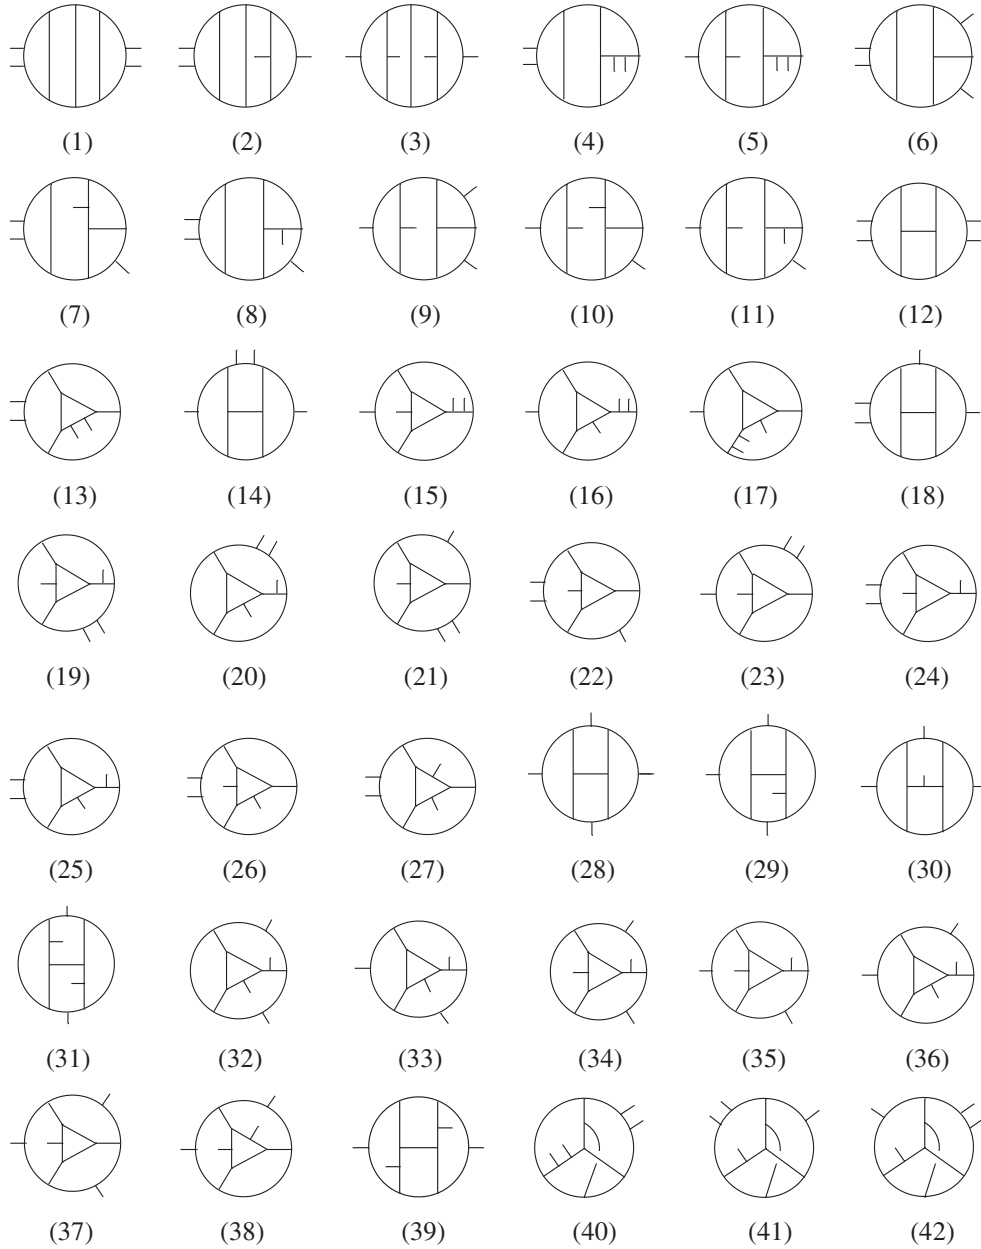 (1) (2) (3) (4) (5) (6)
(7) (8) (9) (10) (11) (12)
(13) (14) (15) (16) (17) (18)
(19) (20) (21) (22) (23) (24)
(25) (26) (27) (28) (29) (30)
(31) (32) (33) (34) (35) (36)
(37) (38) (39) (40) (41) (42)